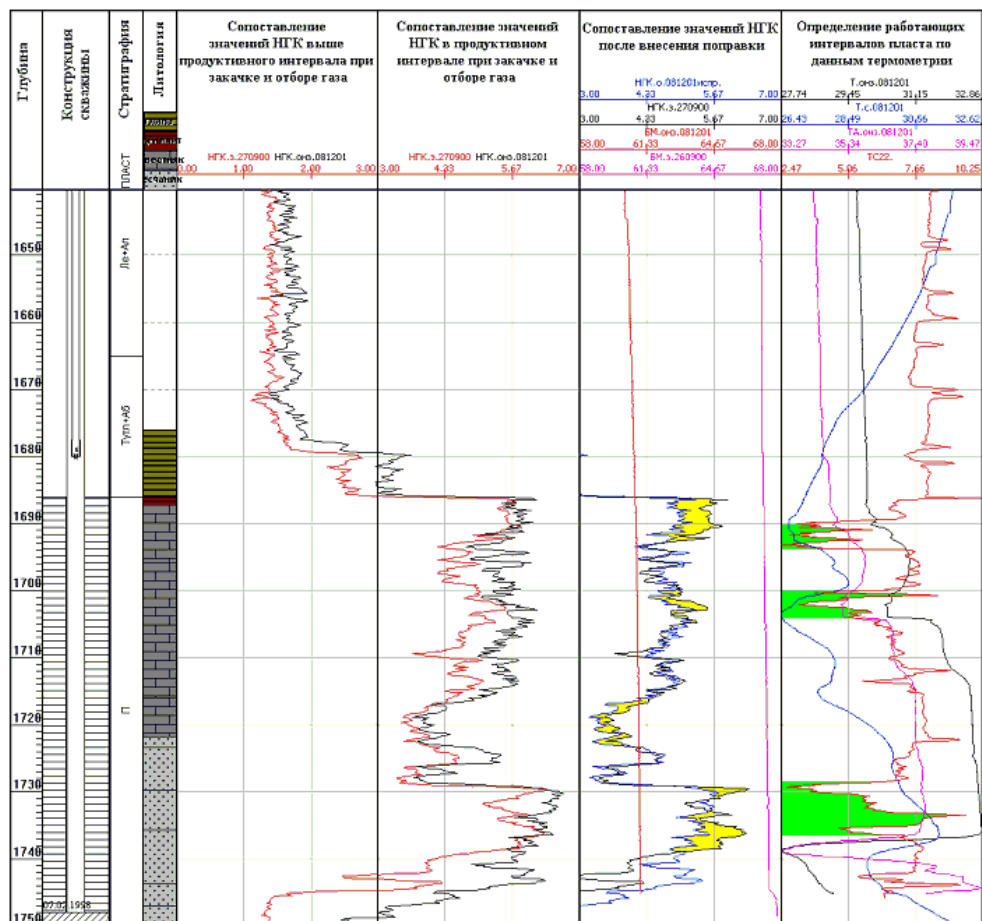 Глубина
Конструкция
скважины
Стратиграфия
Литология
Сопоставление
значений НГК выше
продуктивного интервала при
закачке и отборе газа
Сопоставление значений
НГК в продуктивном
интервале при закачке и
отборе газа
Сопоставление значений НГК
после внесения поправки
Определение работающих
интервалов пласта по
данным термометрии
ПЛАСТ
НГК.з.270900 НГК.онз.081201
0.00 1.00 2.00 3.00
НГК.з.270900 НГК.онз.081201
3.00 4.33 5.67 7.00
НГК.о.081201испр.
3.00 4.33 5.67 7.00
НГК.з.270900
3.00 4.33 5.67 7.00
БМ.онз.081201
58.00 61.33 64.67 68.00
БМ.з.260900
58.00 61.33 64.67 68.00
Т.онз.081201
27.74 29.45 31.15 32.86
Т.с.081201
26.43 28.49 30.56 32.62
ТА.онз.081201
33.27 35.34 37.40 39.47
ТС22.
2.47 5.06 7.66 10.25
1650
1660
1670
1680
1690
1700
1710
1720
1730
1740
1750
Ле+Ал
Тутл+Аб
П
07.02.1998